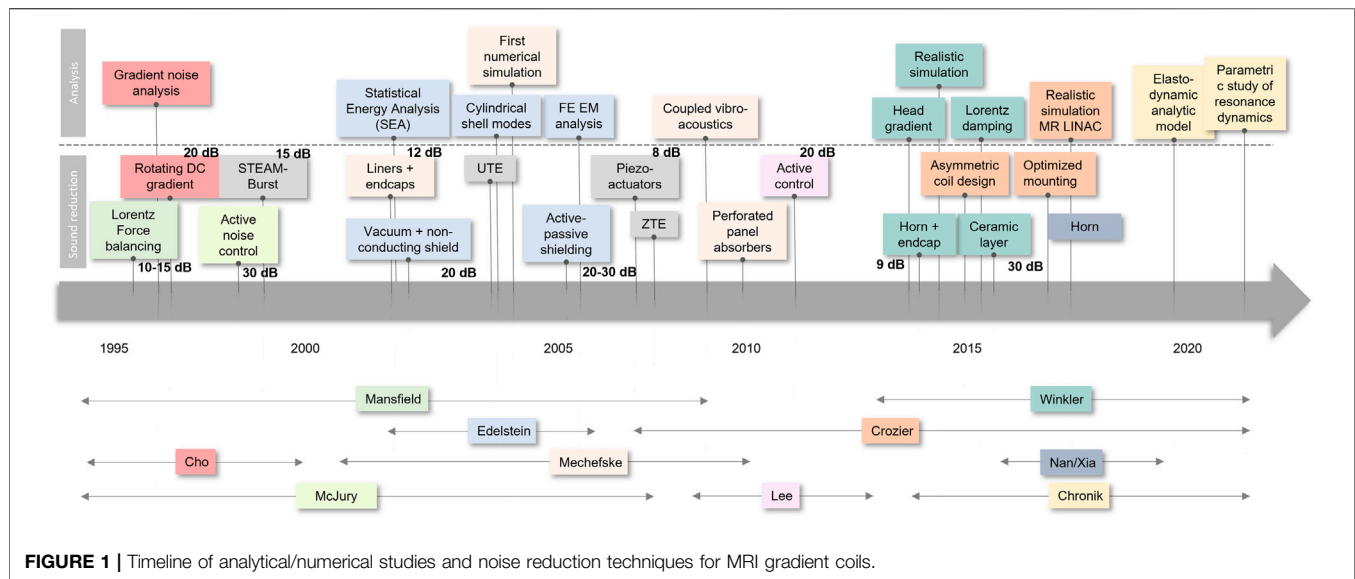 Analysis
Gradient noise
analysis
Statistical
Energy Analysis
(SEA)
First
numerical
simulation
Cylindrical
shell modes
FE EM
analysis
Coupled vibro-
acoustics
Realistic
simulation
Head
gradient
Lorentz
damping
Realistic
simulation
MR LINAC
Elasto-
dynamic
analytic
model
Parametri
c study of
resonance
dynamics
Sound reduction
20 dB
Rotating DC
gradient
15 dB
STEAM-
Burst
12 dB
Liners +
endcaps
UTE
Piezo-
actuators
8 dB
20 dB
Active
control
Asymmetric
coil design
Optimized
mounting
Lorentz
Force
balancing
10-15 dB
Active
noise
control
30 dB
Vacuum + non-
conducting shield
20 dB
Active-
passive
shielding
20-30 dB
ZTE
Perforated
panel
absorbers
Horn +
endcap
9 dB
Ceramic
layer
30 dB
Horn
1995
2000
2005
2010
2015
2020
Mansfield
Winkler
Edelstein
Crozier
Cho
Mechefske
Nan/Xia
McJury
Lee
Chronik
FIGURE 1 | Timeline of analytical/numerical studies and noise reduction techniques for MRI gradient coils.